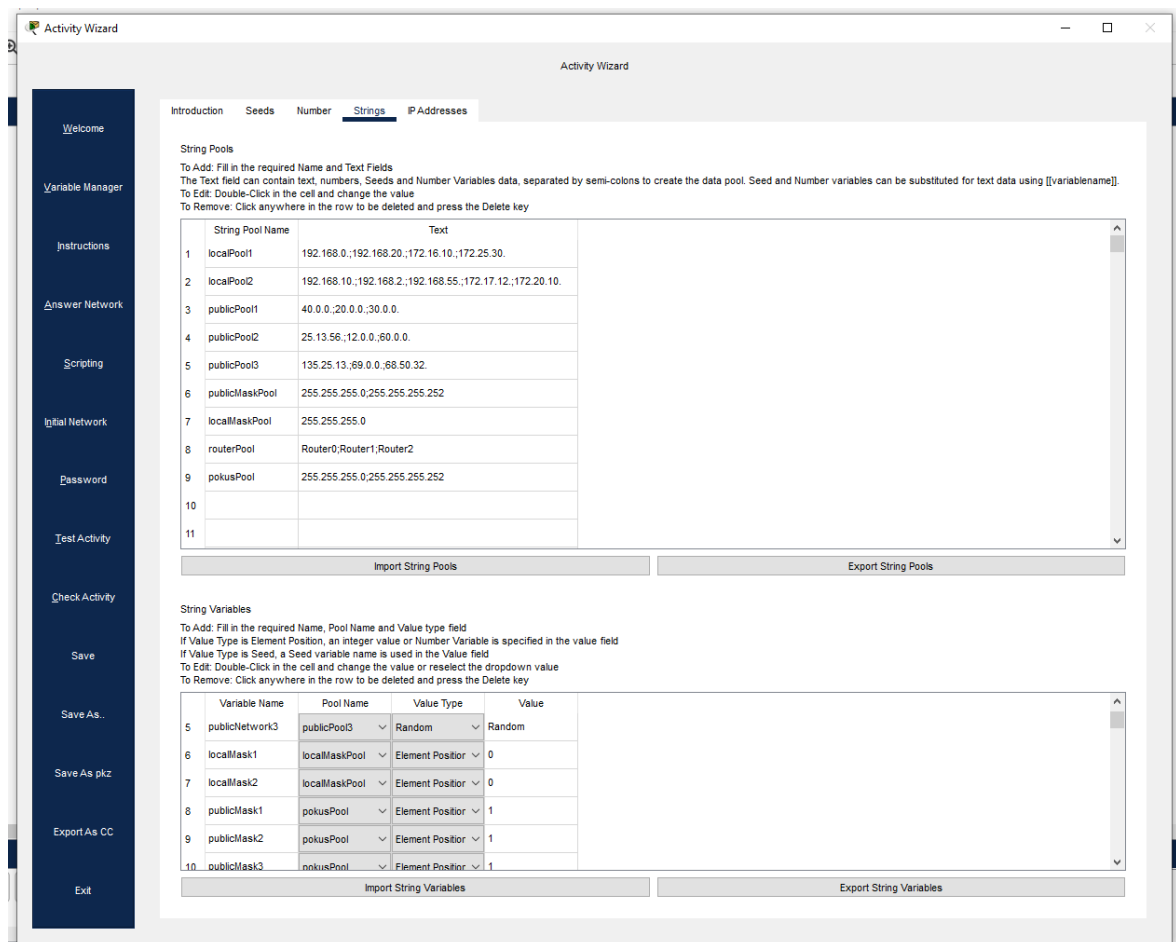 Activity Wizard
Activity Wizard
Welcome
Variable Manager
Instructions
Answer Network
Scripting
Initial Network
Password
Test Activity
Check Activity
Save
Save As..
Save As pkz
Export As CC
Exit
Introduction Seeds Number Strings IP Addresses
String Pools
To Add: Fill in the required Name and Text Fields
The Text field can contain text, numbers, Seeds and Number Variables data, separated by semi-colons to create the data pool. Seed and Number variables can be substituted for text data using [[variablename]].
To Edit: Double-Click in the cell and change the value
To Remove: Click anywhere in the row to be deleted and press the Delete key
String Pool Name Text
1 localPool1 192.168.0.;192.168.20.;172.16.10.;172.25.30.
2 localPool2 192.168.10.;192.168.2.;192.168.55.;172.17.12.;172.20.10.
3 publicPool1 40.0.0.;20.0.0.;30.0.0.
4 publicPool2 25.13.56.;12.0.0.;60.0.0.
5 publicPool3 135.25.13.;69.0.0.;68.50.32.
6 publicMaskPool 255.255.255.0;255.255.255.252
7 localMaskPool 255.255.255.0
8 routerPool Router0;Router1;Router2
9 pokusPool 255.255.255.0;255.255.255.252
10
11
Import String Pools Export String Pools
String Variables
To Add: Fill in the required Name, Pool Name and Value type field
If Value Type is Element Position, an integer value or Number Variable is specified in the value field
If Value Type is Seed, a Seed variable name is used in the Value field
To Edit: Double-Click in the cell and change the value or reselect the dropdown value
To Remove: Click anywhere in the row to be deleted and press the Delete key
Variable Name Pool Name Value Type Value
5 publicNetwork3 publicPool3 Random Random
6 localMask1 localMaskPool Element Position 0
7 localMask2 localMaskPool Element Position 0
8 publicMask1 pokusPool Element Position 1
9 publicMask2 pokusPool Element Position 1
10 publicMask3 pokusPool Element Position 1
Import String Variables Export String Variables